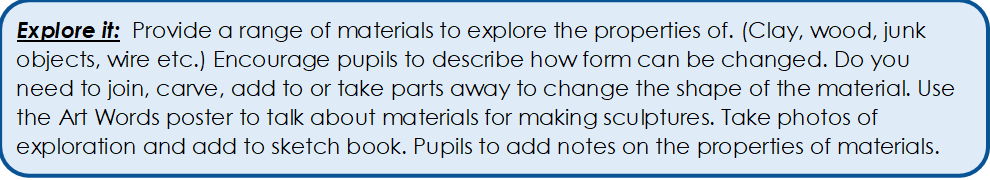 Explore it:  Provide a range of materials to explore the properties of. (Clay, wood, junk
objects, wire etc.) Encourage pupils to describe how form can be changed. Do you
need to join, carve, add to or take parts away to change the shape of the material. Use
the Art Words poster to talk about materials for making sculptures. Take photos of
exploration and add to sketch book. Pupils to add notes on the properties of materials.